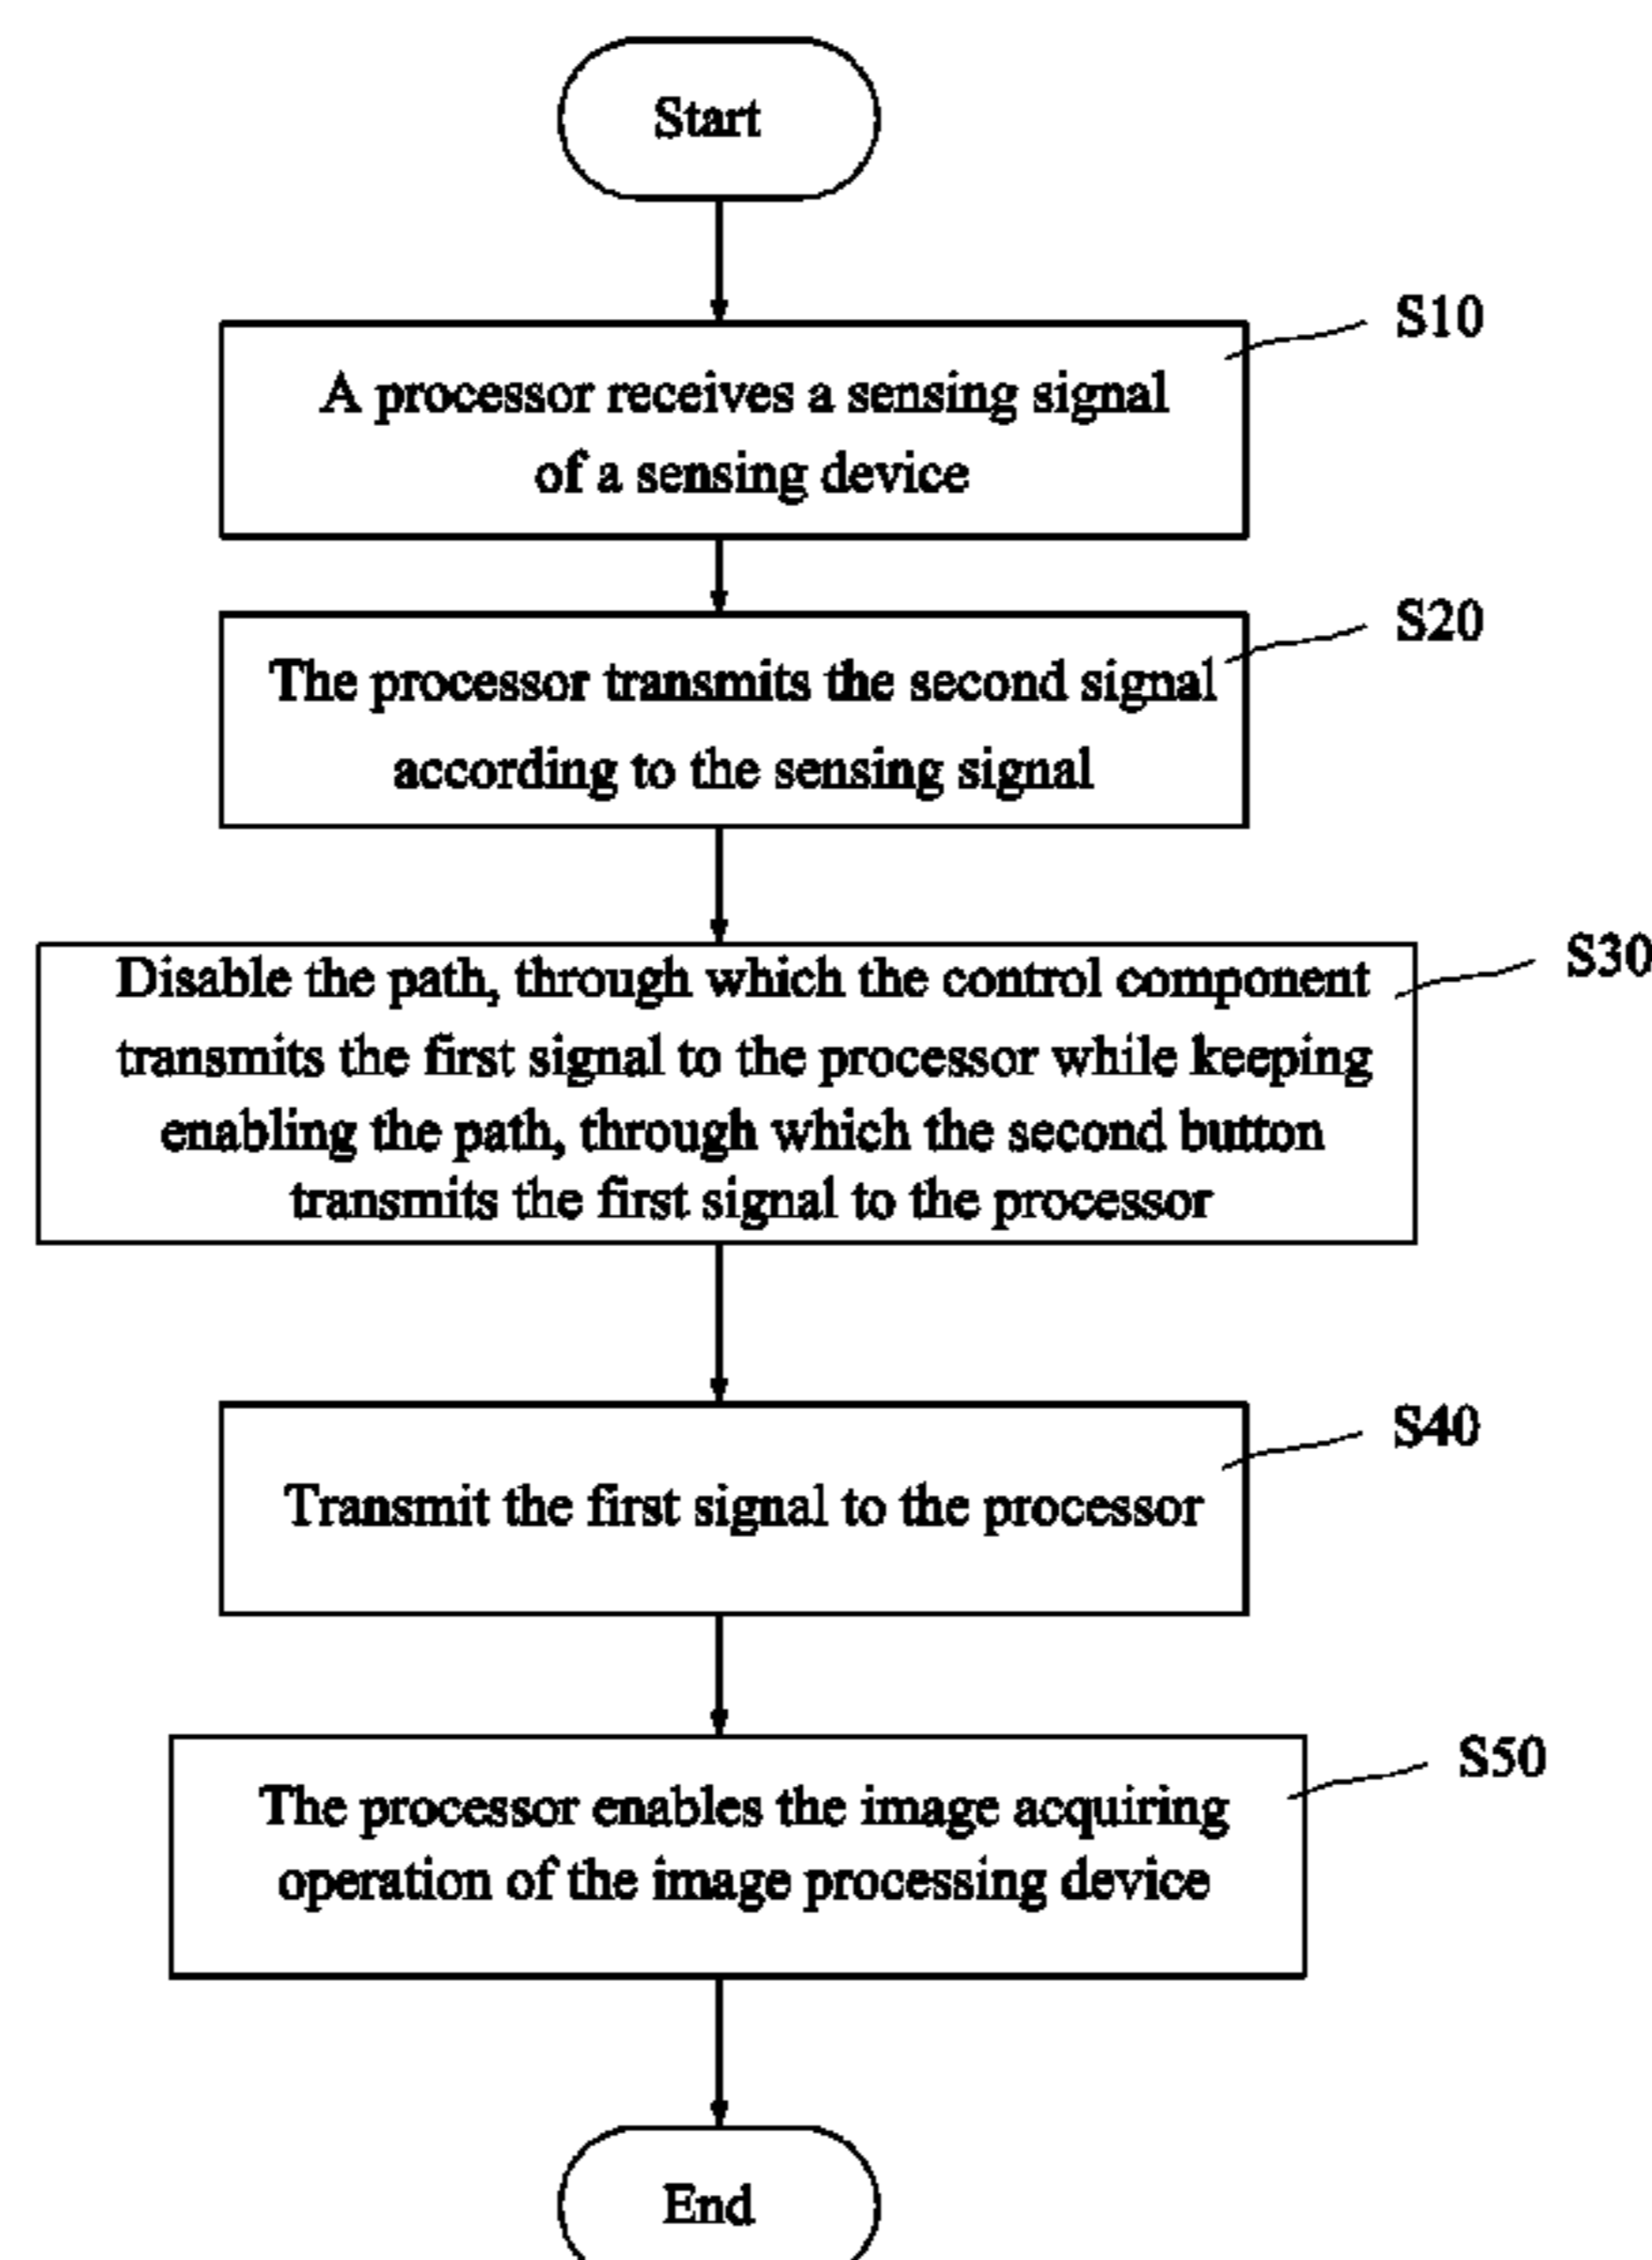 Start
S10
A processor receives a sensing signal
of a sensing device
S20
The processor transmits the second signal
according to the sensing signal
S30
Disable the path, through which the control component
transmits the first signal to the processor while keeping
enabling the path, through which the second button
transmits the first signal to the processor
S40
Transmit the first signal to the processor
S50
The processor enables the image acquiring
operation of the image processing device
End